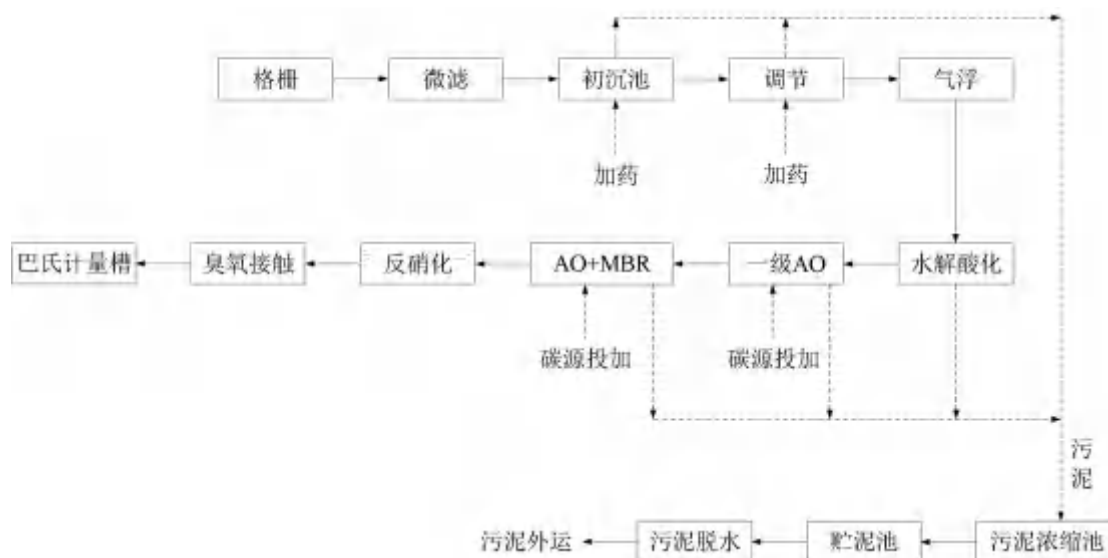 格栅
微滤
初沉池
调节
气浮
加药
加药
巴氏计量槽
臭氧接触
反硝化
AO+MBR
一级AO
水解酸化
碳源投加
碳源投加
污
泥
污泥外运
污泥脱水
贮泥池
污泥浓缩池